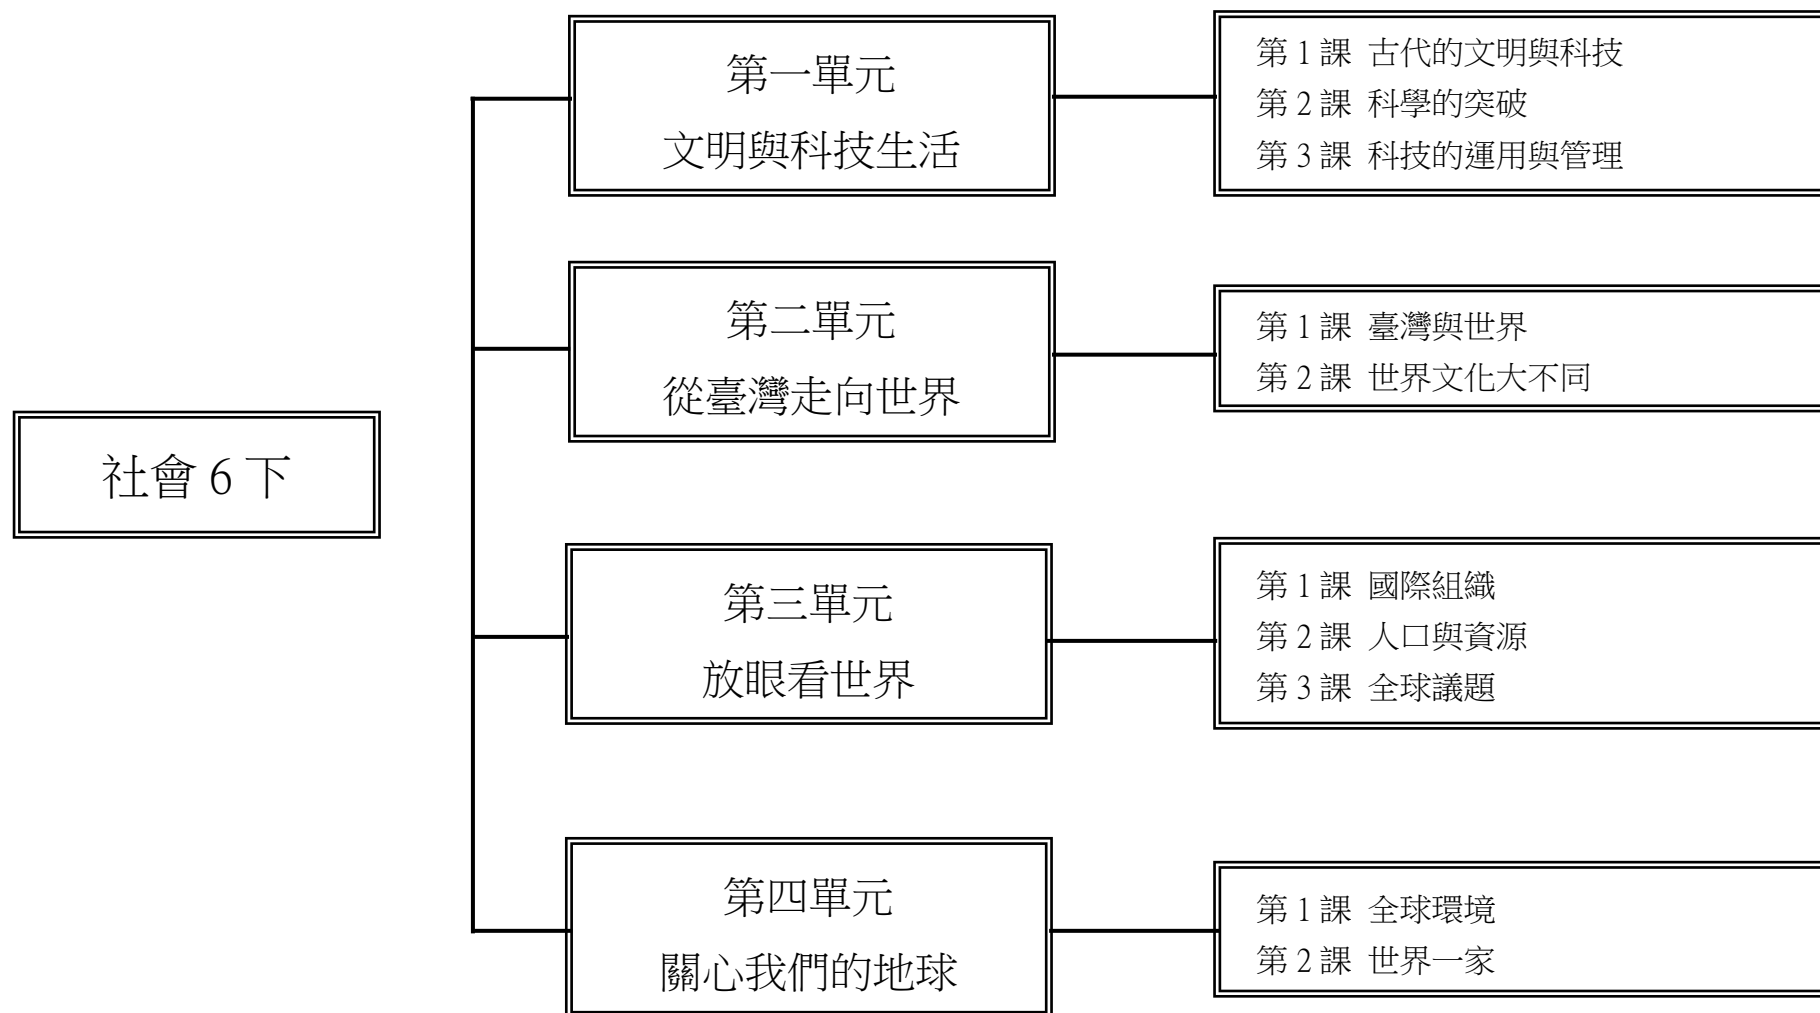 社會 6 下
第一單元
文明與科技生活
第 1 課 古代的文明與科技
第 2 課 科學的突破
第 3 課 科技的運用與管理
第二單元
從臺灣走向世界
第 1 課 臺灣與世界
第 2 課 世界文化大不同
第三單元
放眼看世界
第 1 課 國際組織
第 2 課 人口與資源
第 3 課 全球議題
第四單元
關心我們的地球
第 1 課 全球環境
第 2 課 世界一家